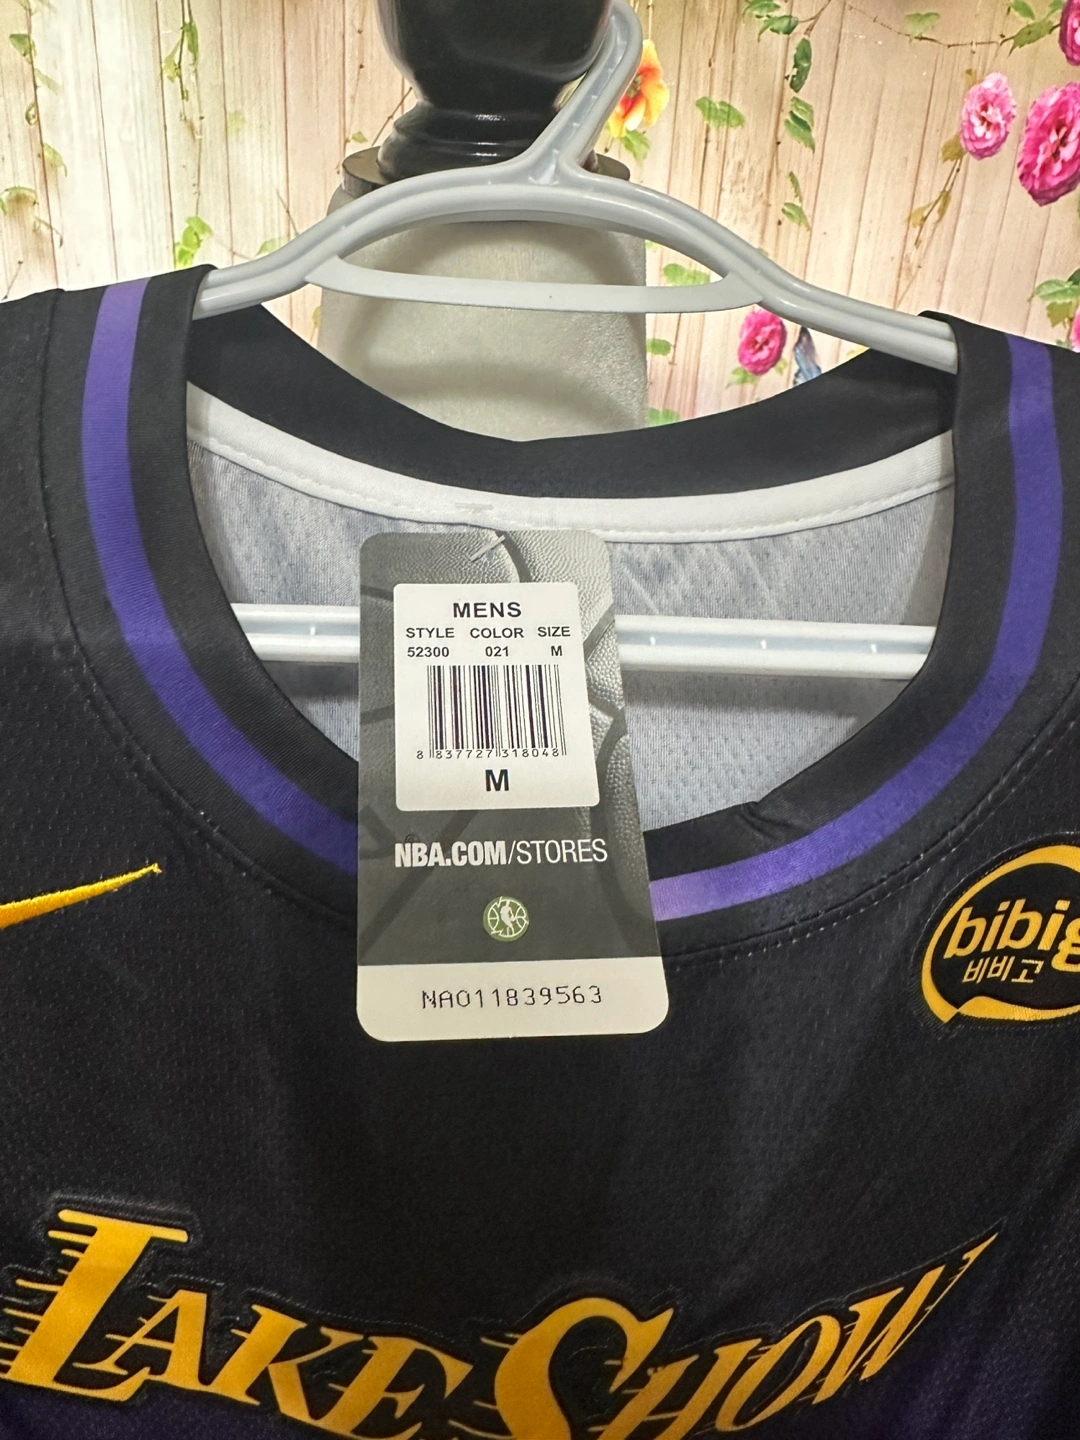 MENS
STYLE COLOR SIZE
52300 021 M
8 837727 318048
M
NBA.COM/STORES
NA011839563
bibig
비비고
LAKE SHOW